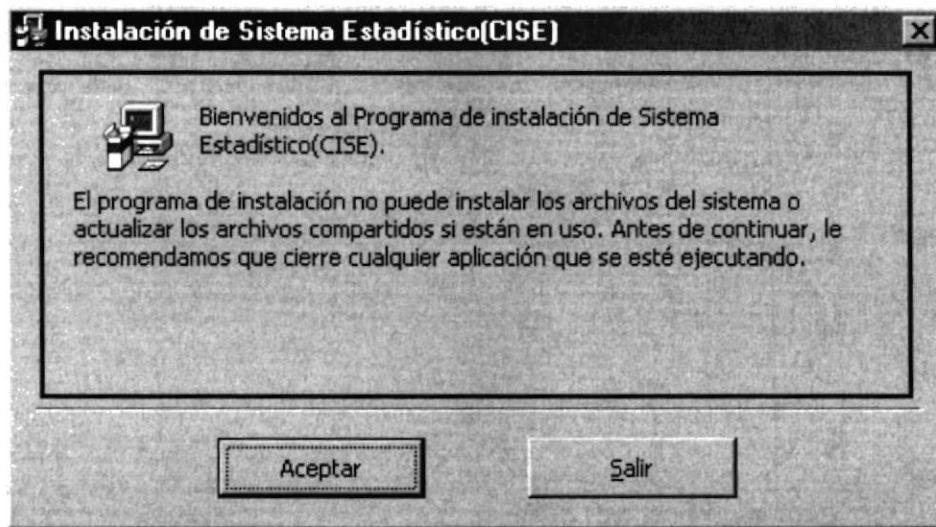 Instalación de Sistema Estadístico(CISE)
Bienvenidos al Programa de instalación de Sistema
Estadístico(CISE).
El programa de instalación no puede instalar los archivos del sistema o
actualizar los archivos compartidos si están en uso. Antes de continuar, le
recomendamos que cierre cualquier aplicación que se esté ejecutando.
Aceptar
Salir